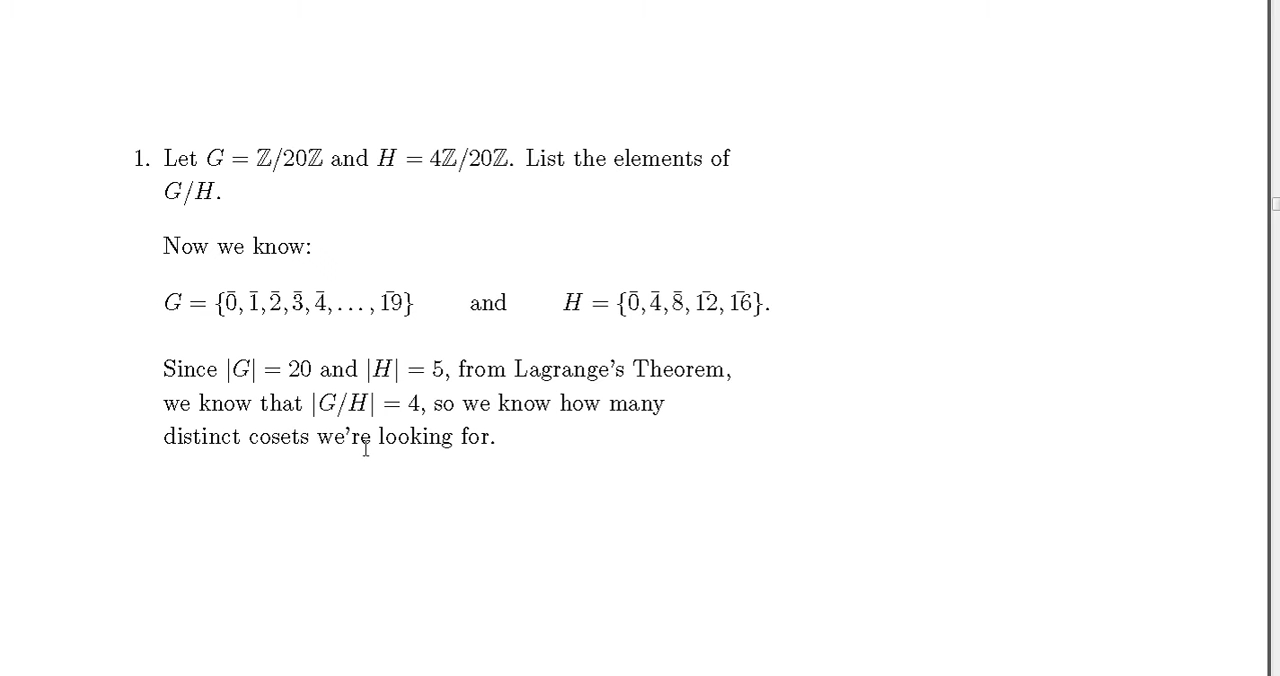 1. Let G = ℤ/20ℤ and H = 4ℤ/20ℤ. List the elements of
G/H.
Now we know:
G = {0̄, 1̄, 2̄, 3̄, 4̄, . . . , 1̄9} and H = {0̄, 4̄, 8̄, 1̄2, 1̄6}.
Since |G| = 20 and |H| = 5, from Lagrange's Theorem,
we know that |G/H| = 4, so we know how many
distinct cosets we're looking for.